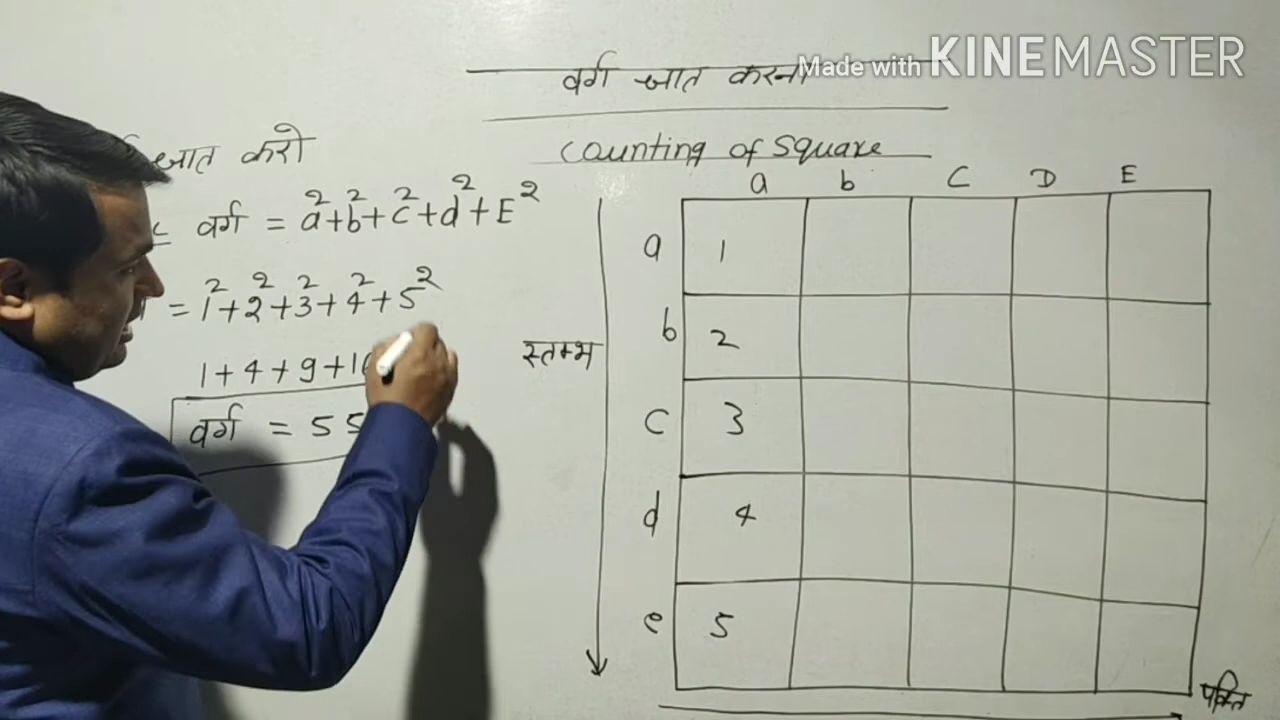 Made with KINEMASTER
वर्ग ज्ञात करना
Counting of Square
ज्ञात करो
वर्ग = a²+b²+c²+d²+E²
= 1²+2²+3²+4²+5²
1+4+9+1
वर्ग = 55
स्तम्भ
a b C D E
a 1
b 2
c 3
d 4
e 5
पंक्ति